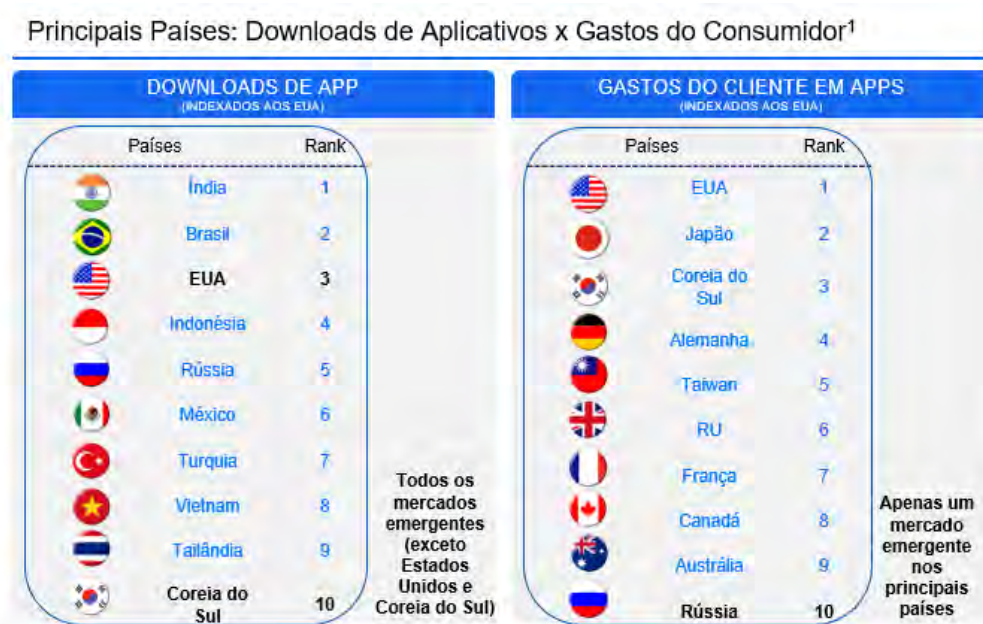 Principais Países: Downloads de Aplicativos x Gastos do Consumidor¹
DOWNLOADS DE APP
(INDEXADOS AOS EUA)
Países Rank
Índia 1
Brasil 2
EUA 3
Indonésia 4
Rússia 5
México 6
Turquia 7
Vietnam 8
Tailândia 9
Coreia do
Sul 10
Todos os
mercados
emergentes
(exceto
Estados
Unidos e
Coreia do Sul)
GASTOS DO CLIENTE EM APPS
(INDEXADOS AOS EUA)
Países Rank
EUA 1
Japão 2
Coreia do
Sul 3
Alemanha 4
Taiwan 5
RU 6
França 7
Canadá 8
Austrália 9
Rússia 10
Apenas um
mercado
emergente
nos
principais
países